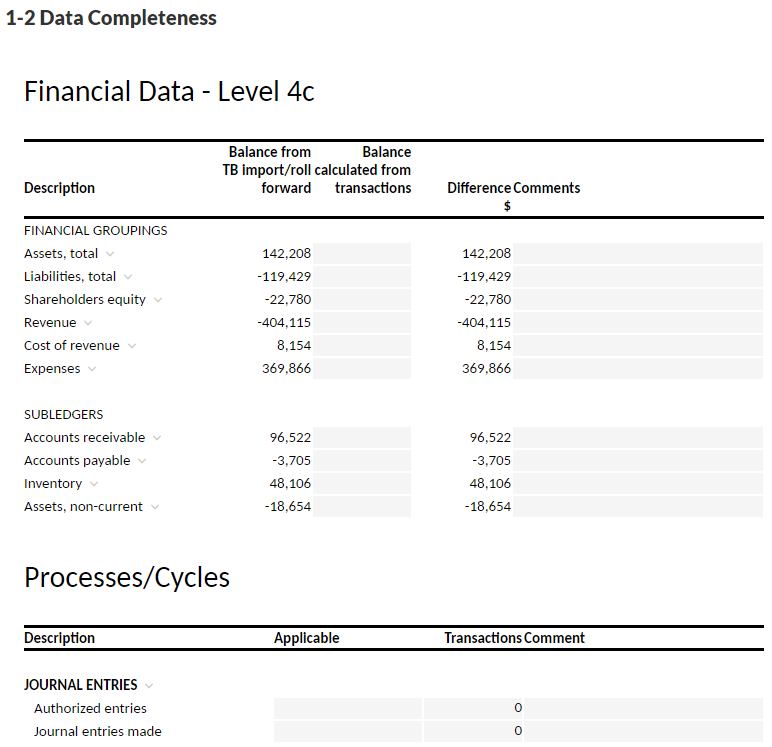 1-2 Data Completeness
Financial Data - Level 4c
Balance from Balance
TB import/roll calculated from
Description forward transactions Difference Comments
$
FINANCIAL GROUPINGS
Assets, total 142,208 142,208
Liabilities, total -119,429 -119,429
Shareholders equity -22,780 -22,780
Revenue -404,115 -404,115
Cost of revenue 8,154 8,154
Expenses 369,866 369,866
SUBLEDGERS
Accounts receivable 96,522 96,522
Accounts payable -3,705 -3,705
Inventory 48,106 48,106
Assets, non-current -18,654 -18,654
Processes/Cycles
Description Applicable Transactions Comment
JOURNAL ENTRIES
Authorized entries 0
Journal entries made 0